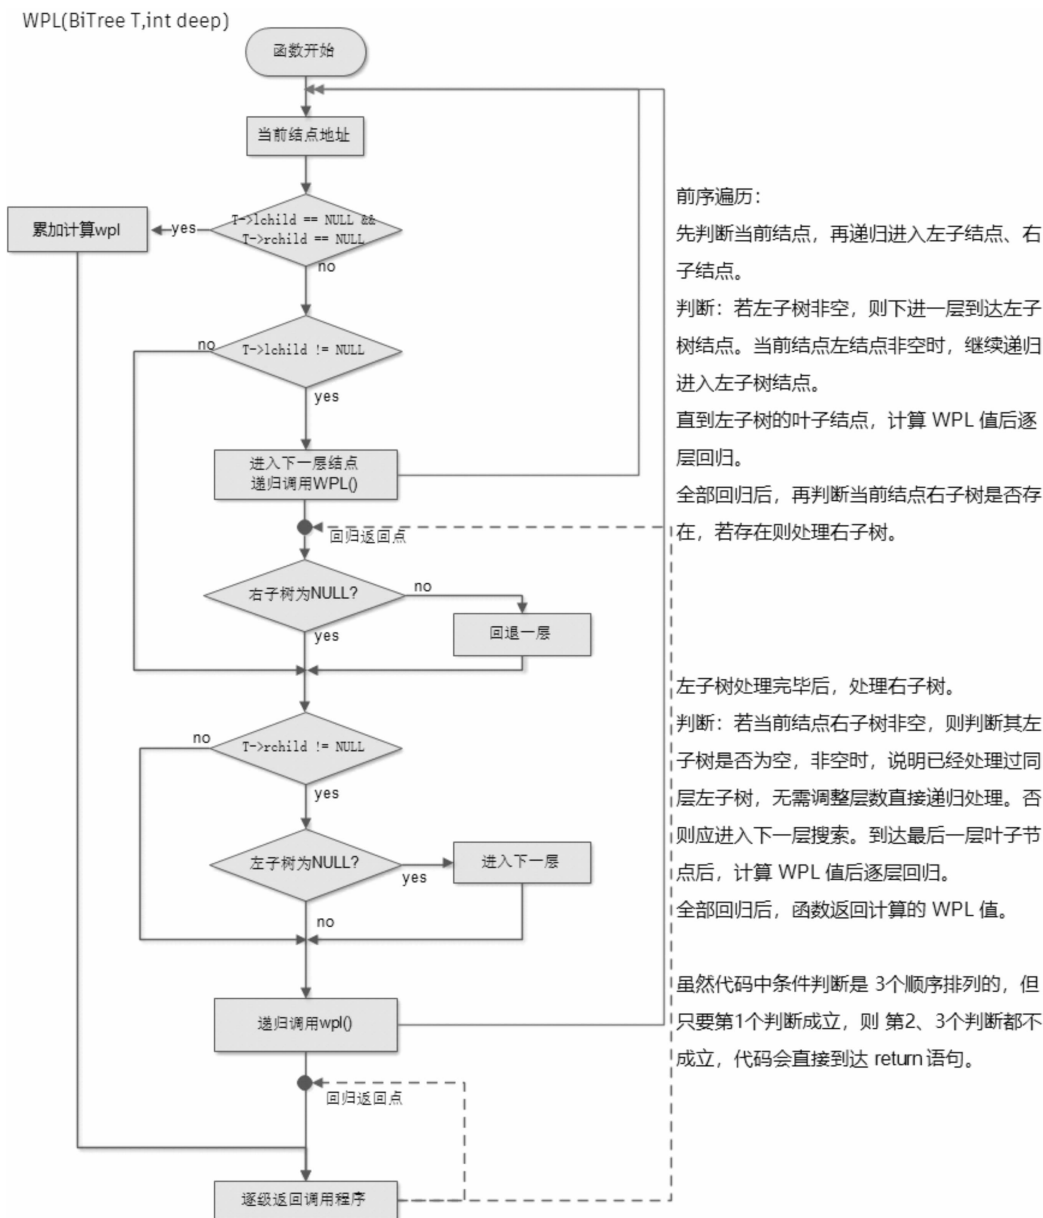 WPL(BiTree T,int deep)
函数开始
当前结点地址
T->lchild == NULL &&
T->rchild == NULL
yes
累加计算wpl
no
T->lchild != NULL
no
yes
进入下一层结点
递归调用WPL()
回归返回点
右子树为NULL?
no
回退一层
yes
T->rchild != NULL
no
yes
左子树为NULL?
yes
进入下一层
no
递归调用wpl()
回归返回点
逐级返回调用程序
前序遍历：
先判断当前结点，再递归进入左子结点、右
子结点。
判断：若左子树非空，则下进一层到达左子
树结点。当前结点左结点非空时，继续递归
进入左子树结点。
直到左子树的叶子结点，计算 WPL 值后逐
层回归。
全部回归后，再判断当前结点右子树是否存
在，若存在则处理右子树。
左子树处理完毕后，处理右子树。
判断：若当前结点右子树非空，则判断其左
子树是否为空，非空时，说明已经处理过同
层左子树，无需调整层数直接递归处理。否
则应进入下一层搜索。到达最后一层叶子节
点后，计算 WPL 值后逐层回归。
全部回归后，函数返回计算的 WPL 值。
虽然代码中条件判断是 3个顺序排列的，但
只要第1个判断成立，则 第2、3个判断都不
成立，代码会直接到达 return 语句。